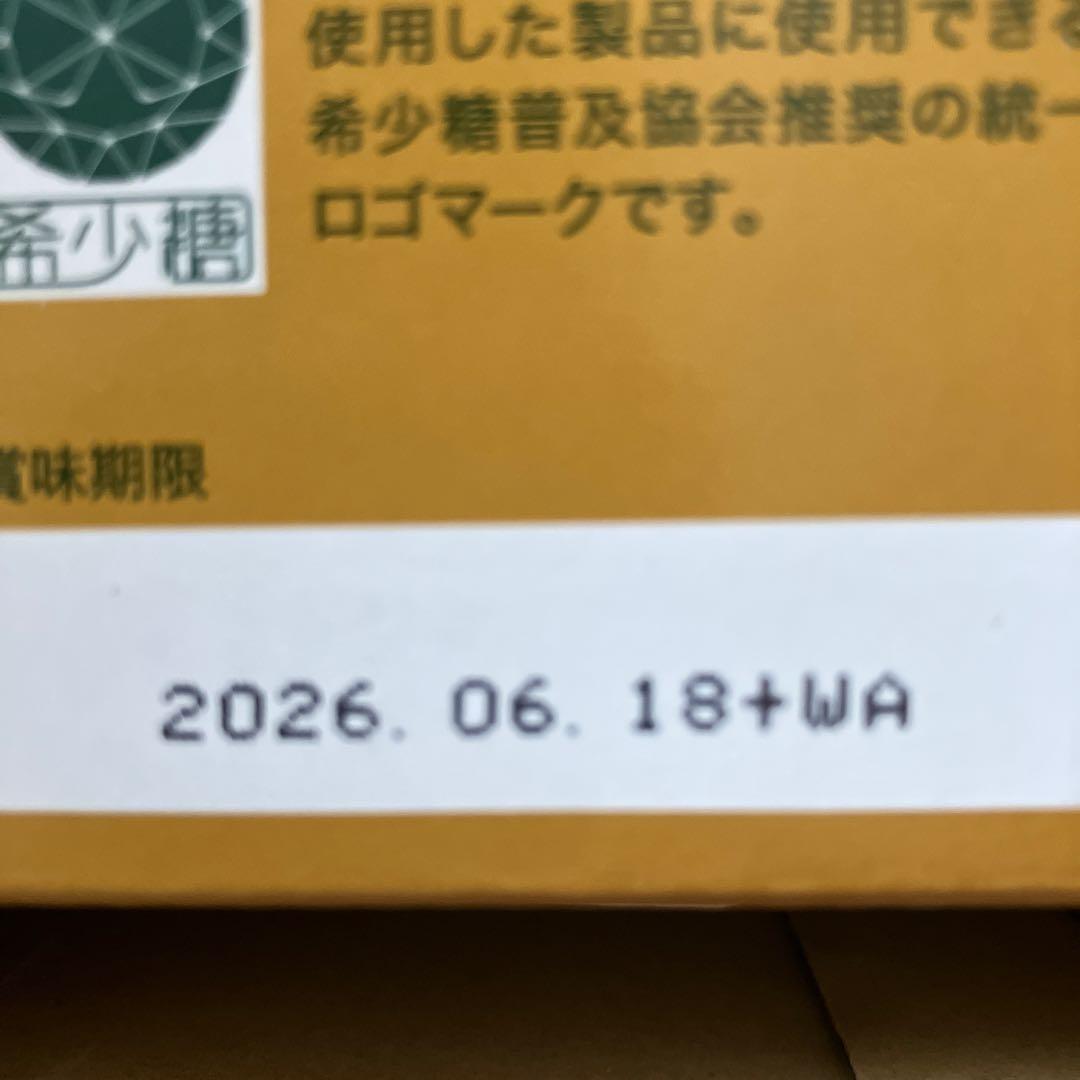 使用した製品に使用できる
希少糖普及協会推奨の統一
ロゴマークです。
希少糖
賞味期限
2026. 06. 18+WA